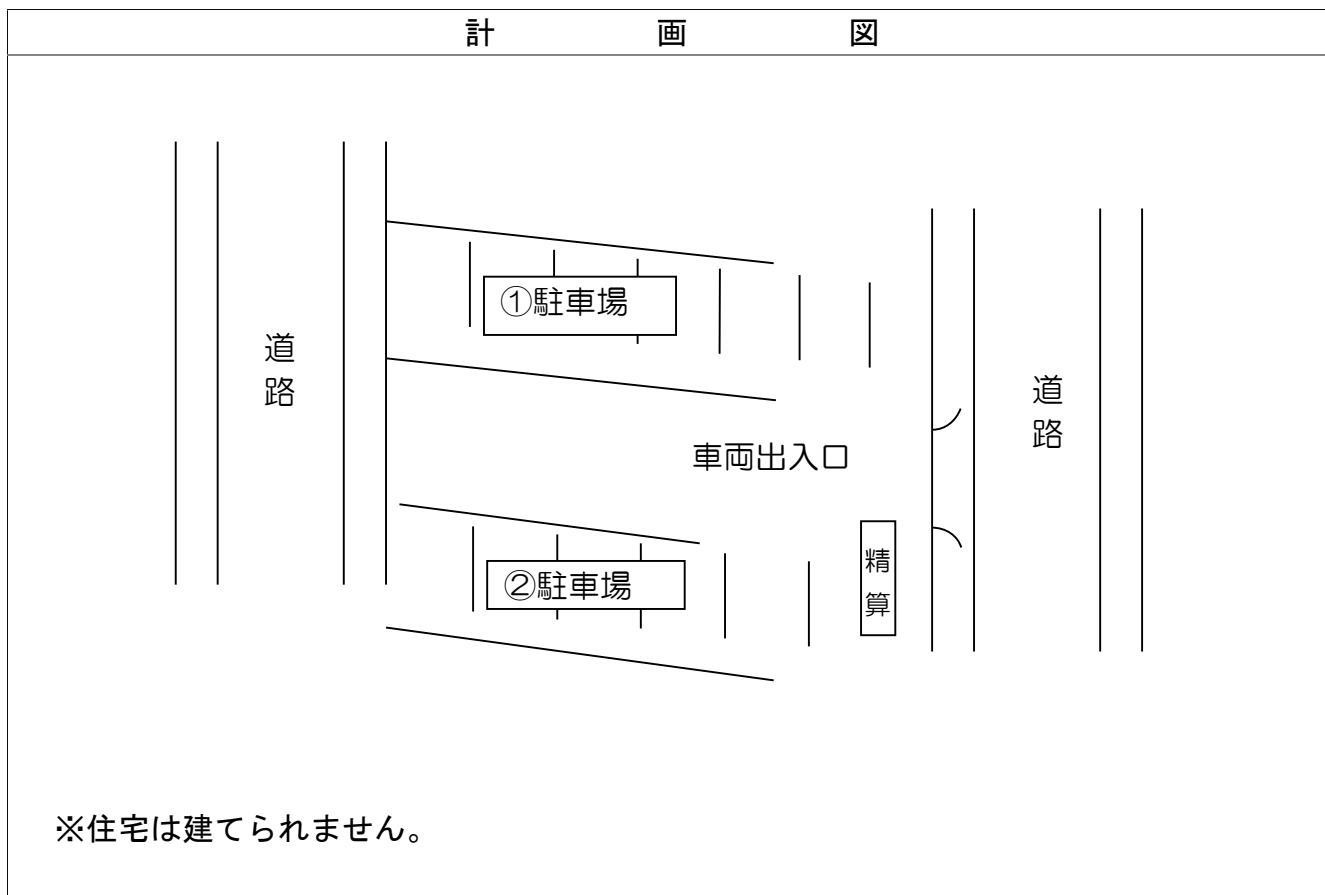 計画図
①駐車場
道路
道路
車両出入口
精算
②駐車場
※住宅は建てられません。